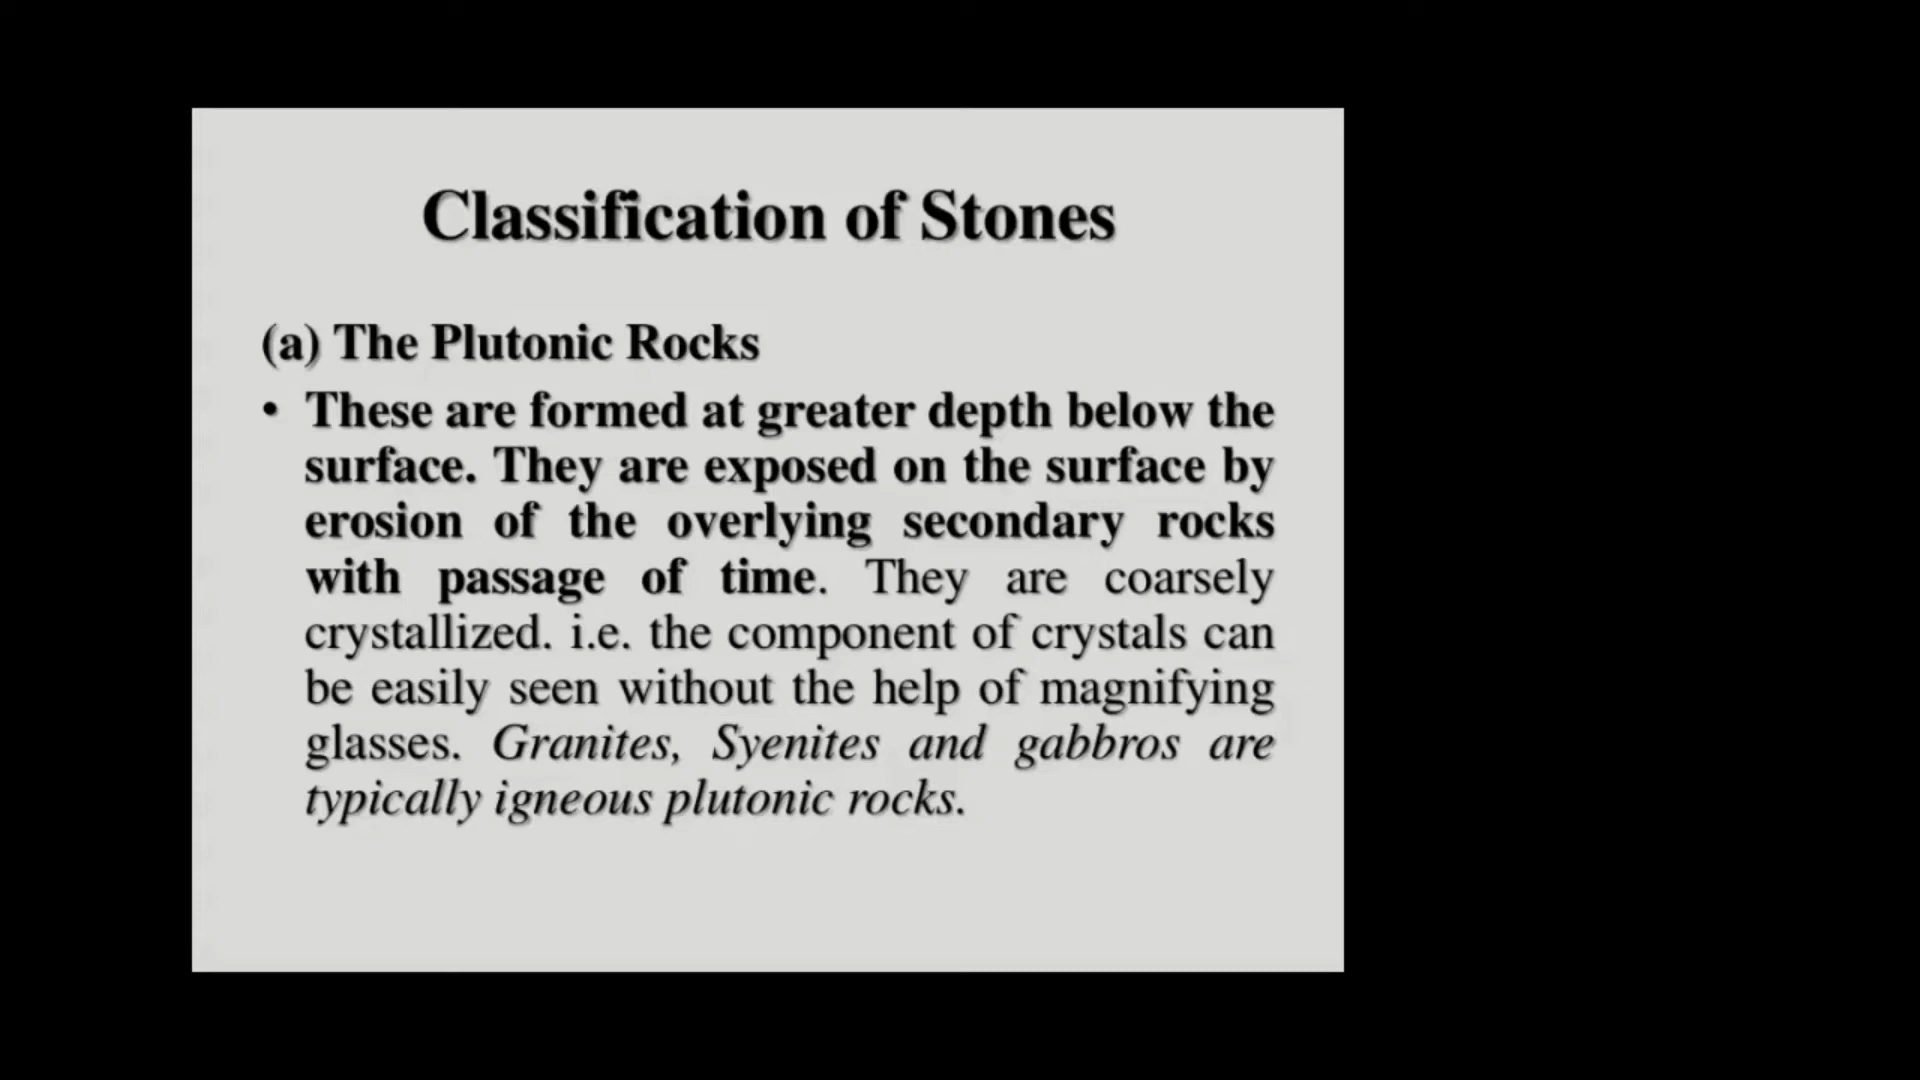 Classification of Stones
(a) The Plutonic Rocks
• These are formed at greater depth below the
surface. They are exposed on the surface by
erosion of the overlying secondary rocks
with passage of time. They are coarsely
crystallized. i.e. the component of crystals can
be easily seen without the help of magnifying
glasses. Granites, Syenites and gabbros are
typically igneous plutonic rocks.